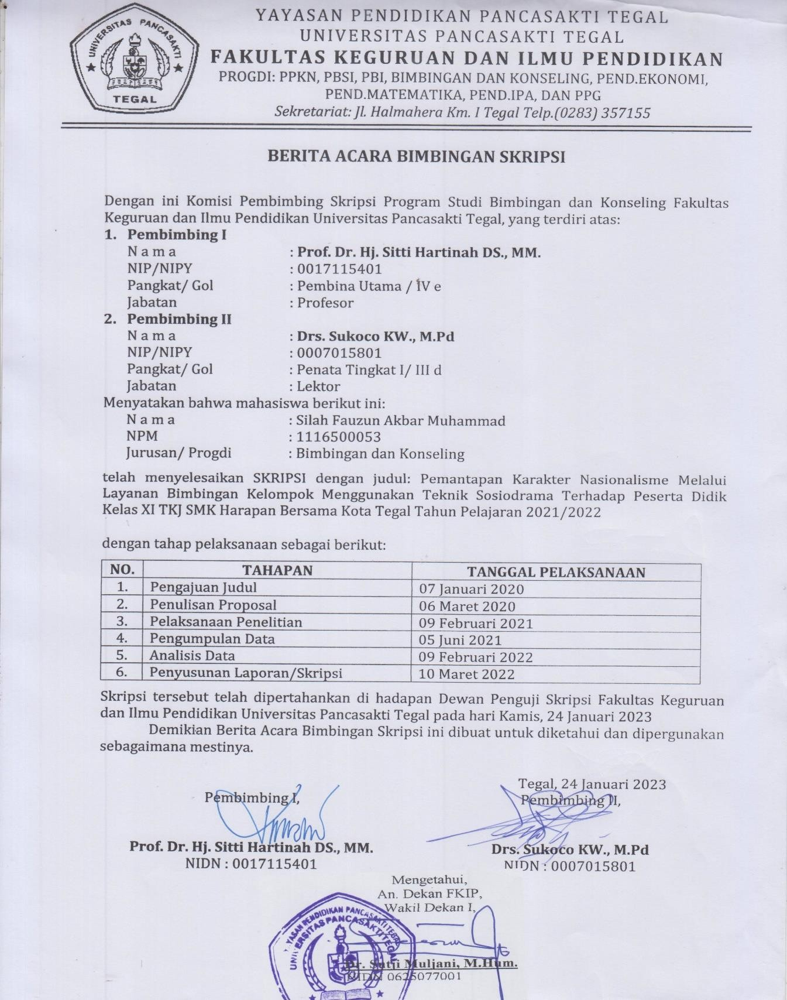 UNIVERSITAS PANCASAKTI
TEGAL
YAYASAN PENDIDIKAN PANCASAKTI TEGAL
UNIVERSITAS PANCASAKTI TEGAL
FAKULTAS KEGURUAN DAN ILMU PENDIDIKAN
PROGDI: PPKN, PBSI, PBI, BIMBINGAN DAN KONSELING, PEND.EKONOMI,
PEND.MATEMATIKA, PEND.IPA, DAN PPG
Sekretariat: Jl. Halmahera Km. I Tegal Telp.(0283) 357155
BERITA ACARA BIMBINGAN SKRIPSI
Dengan ini Komisi Pembimbing Skripsi Program Studi Bimbingan dan Konseling Fakultas
Keguruan dan Ilmu Pendidikan Universitas Pancasakti Tegal, yang terdiri atas:
1. Pembimbing I
N a m a : Prof. Dr. Hj. Sitti Hartinah DS., MM.
NIP/NIPY : 0017115401
Pangkat/ Gol : Pembina Utama / IV e
Jabatan : Profesor
2. Pembimbing II
N a m a : Drs. Sukoco KW., M.Pd
NIP/NIPY : 0007015801
Pangkat/ Gol : Penata Tingkat I/ III d
Jabatan : Lektor
Menyatakan bahwa mahasiswa berikut ini:
N a m a : Silah Fauzun Akbar Muhammad
NPM : 1116500053
Jurusan/ Progdi : Bimbingan dan Konseling
telah menyelesaikan SKRIPSI dengan judul: Pemantapan Karakter Nasionalisme Melalui
Layanan Bimbingan Kelompok Menggunakan Teknik Sosiodrama Terhadap Peserta Didik
Kelas XI TKJ SMK Harapan Bersama Kota Tegal Tahun Pelajaran 2021/2022
dengan tahap pelaksanaan sebagai berikut:
NO. TAHAPAN TANGGAL PELAKSANAAN
1. Pengajuan Judul 07 Januari 2020
2. Penulisan Proposal 06 Maret 2020
3. Pelaksanaan Penelitian 09 Februari 2021
4. Pengumpulan Data 05 Juni 2021
5. Analisis Data 09 Februari 2022
6. Penyusunan Laporan/Skripsi 10 Maret 2022
Skripsi tersebut telah dipertahankan di hadapan Dewan Penguji Skripsi Fakultas Keguruan
dan Ilmu Pendidikan Universitas Pancasakti Tegal pada hari Kamis, 24 Januari 2023
Demikian Berita Acara Bimbingan Skripsi ini dibuat untuk diketahui dan dipergunakan
sebagaimana mestinya.
Tegal, 24 Januari 2023
Pembimbing I, Pembimbing II,
Prof. Dr. Hj. Sitti Hartinah DS., MM. Drs. Sukoco KW., M.Pd
NIDN : 0017115401 NIDN : 0007015801
Mengetahui,
An. Dekan FKIP,
Wakil Dekan I,
YAYASAN PENDIDIKAN PANCASAKTI TEGAL
UNIVERSITAS PANCASAKTI TEGAL
Dr. Sutji Muljani, M.Hum.
NIDN 0625077001